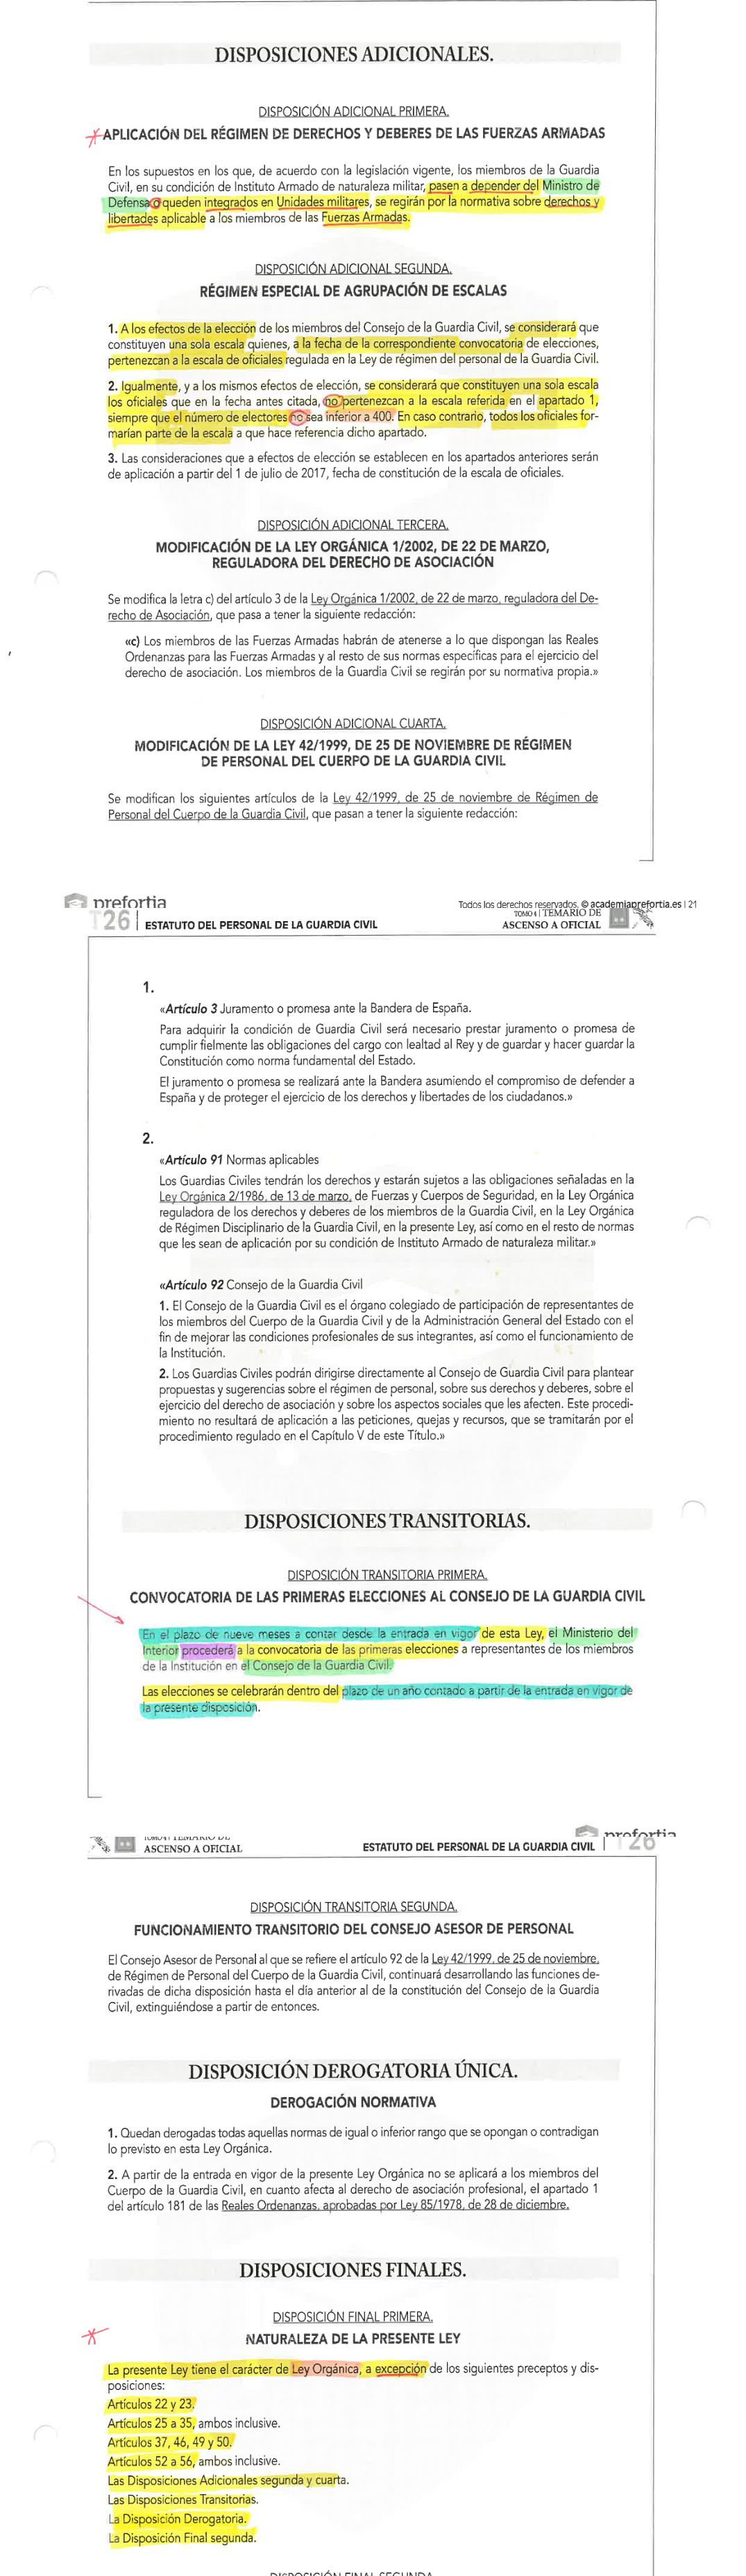 DISPOSICIONES ADICIONALES.
DISPOSICIÓN ADICIONAL PRIMERA.
APLICACIÓN DEL RÉGIMEN DE DERECHOS Y DEBERES DE LAS FUERZAS ARMADAS
En los supuestos en los que, de acuerdo con la legislación vigente, los miembros de la Guardia
Civil, en su condición de Instituto Armado de naturaleza militar, pasen a depender del Ministro de
Defensa o queden integrados en Unidades militares, se regirán por la normativa sobre derechos y
libertades aplicable a los miembros de las Fuerzas Armadas.
DISPOSICIÓN ADICIONAL SEGUNDA.
RÉGIMEN ESPECIAL DE AGRUPACIÓN DE ESCALAS
1. A los efectos de la elección de los miembros del Consejo de la Guardia Civil, se considerará que
constituyen una sola escala quienes, a la fecha de la correspondiente convocatoria de elecciones,
pertenezcan a la escala de oficiales regulada en la Ley de régimen del personal de la Guardia Civil.
2. Igualmente, y a los mismos efectos de elección, se considerará que constituyen una sola escala
los oficiales que en la fecha antes citada, no pertenezcan a la escala referida en el apartado 1,
siempre que el número de electores no sea inferior a 400. En caso contrario, todos los oficiales for-
marían parte de la escala a que hace referencia dicho apartado.
3. Las consideraciones que a efectos de elección se establecen en los apartados anteriores serán
de aplicación a partir del 1 de julio de 2017, fecha de constitución de la escala de oficiales.
DISPOSICIÓN ADICIONAL TERCERA.
MODIFICACIÓN DE LA LEY ORGÁNICA 1/2002, DE 22 DE MARZO,
REGULADORA DEL DERECHO DE ASOCIACIÓN
Se modifica la letra c) del artículo 3 de la Ley Orgánica 1/2002, de 22 de marzo, reguladora del De-
recho de Asociación, que pasa a tener la siguiente redacción:
«c) Los miembros de las Fuerzas Armadas habrán de atenerse a lo que dispongan las Reales
Ordenanzas para las Fuerzas Armadas y al resto de sus normas específicas para el ejercicio del
derecho de asociación. Los miembros de la Guardia Civil se regirán por su normativa propia.»
DISPOSICIÓN ADICIONAL CUARTA.
MODIFICACIÓN DE LA LEY 42/1999, DE 25 DE NOVIEMBRE DE RÉGIMEN
DE PERSONAL DEL CUERPO DE LA GUARDIA CIVIL
Se modifican los siguientes artículos de la Ley 42/1999, de 25 de noviembre de Régimen de
Personal del Cuerpo de la Guardia Civil, que pasan a tener la siguiente redacción:
prefortia
Todos los derechos reservados. © academiaprefortia.es | 21
T26 | ESTATUTO DEL PERSONAL DE LA GUARDIA CIVIL
TOMO 4 | TEMARIO DE
ASCENSO A OFICIAL
1.
«Artículo 3 Juramento o promesa ante la Bandera de España.
Para adquirir la condición de Guardia Civil será necesario prestar juramento o promesa de
cumplir fielmente las obligaciones del cargo con lealtad al Rey y de guardar y hacer guardar la
Constitución como norma fundamental del Estado.
El juramento o promesa se realizará ante la Bandera asumiendo el compromiso de defender a
España y de proteger el ejercicio de los derechos y libertades de los ciudadanos.»
2.
«Artículo 91 Normas aplicables
Los Guardias Civiles tendrán los derechos y estarán sujetos a las obligaciones señaladas en la
Ley Orgánica 2/1986, de 13 de marzo, de Fuerzas y Cuerpos de Seguridad, en la Ley Orgánica
reguladora de los derechos y deberes de los miembros de la Guardia Civil, en la Ley Orgánica
de Régimen Disciplinario de la Guardia Civil, en la presente Ley, así como en el resto de normas
que les sean de aplicación por su condición de Instituto Armado de naturaleza militar.»
«Artículo 92 Consejo de la Guardia Civil
1. El Consejo de la Guardia Civil es el órgano colegiado de participación de representantes de
los miembros del Cuerpo de la Guardia Civil y de la Administración General del Estado con el
fin de mejorar las condiciones profesionales de sus integrantes, así como el funcionamiento de
la Institución.
2. Los Guardias Civiles podrán dirigirse directamente al Consejo de Guardia Civil para plantear
propuestas y sugerencias sobre el régimen de personal, sobre sus derechos y deberes, sobre el
ejercicio del derecho de asociación y sobre los aspectos sociales que les afecten. Este procedi-
miento no resultará de aplicación a las peticiones, quejas y recursos, que se tramitarán por el
procedimiento regulado en el Capítulo V de este Título.»
DISPOSICIONES TRANSITORIAS.
DISPOSICIÓN TRANSITORIA PRIMERA.
CONVOCATORIA DE LAS PRIMERAS ELECCIONES AL CONSEJO DE LA GUARDIA CIVIL
En el plazo de nueve meses a contar desde la entrada en vigor de esta Ley, el Ministerio del
Interior procederá a la convocatoria de las primeras elecciones a representantes de los miembros
de la Institución en el Consejo de la Guardia Civil.
Las elecciones se celebrarán dentro del plazo de un año contado a partir de la entrada en vigor de
la presente disposición.
prefortia
TOMO 4 | TEMARIO DE
ASCENSO A OFICIAL
ESTATUTO DEL PERSONAL DE LA GUARDIA CIVIL | T26
DISPOSICIÓN TRANSITORIA SEGUNDA.
FUNCIONAMIENTO TRANSITORIO DEL CONSEJO ASESOR DE PERSONAL
El Consejo Asesor de Personal al que se refiere el artículo 92 de la Ley 42/1999, de 25 de noviembre,
de Régimen de Personal del Cuerpo de la Guardia Civil, continuará desarrollando las funciones de-
rivadas de dicha disposición hasta el día anterior al de la constitución del Consejo de la Guardia
Civil, extinguiéndose a partir de entonces.
DISPOSICIÓN DEROGATORIA ÚNICA.
DEROGACIÓN NORMATIVA
1. Quedan derogadas todas aquellas normas de igual o inferior rango que se opongan o contradigan
lo previsto en esta Ley Orgánica.
2. A partir de la entrada en vigor de la presente Ley Orgánica no se aplicará a los miembros del
Cuerpo de la Guardia Civil, en cuanto afecta al derecho de asociación profesional, el apartado 1
del artículo 181 de las Reales Ordenanzas, aprobadas por Ley 85/1978, de 28 de diciembre.
DISPOSICIONES FINALES.
DISPOSICIÓN FINAL PRIMERA.
NATURALEZA DE LA PRESENTE LEY
La presente Ley tiene el carácter de Ley Orgánica, a excepción de los siguientes preceptos y dis-
posiciones:
Artículos 22 y 23.
Artículos 25 a 35, ambos inclusive.
Artículos 37, 46, 49 y 50.
Artículos 52 a 56, ambos inclusive.
Las Disposiciones Adicionales segunda y cuarta.
Las Disposiciones Transitorias.
La Disposición Derogatoria.
La Disposición Final segunda.
DISPOSICIÓN FINAL SEGUNDA